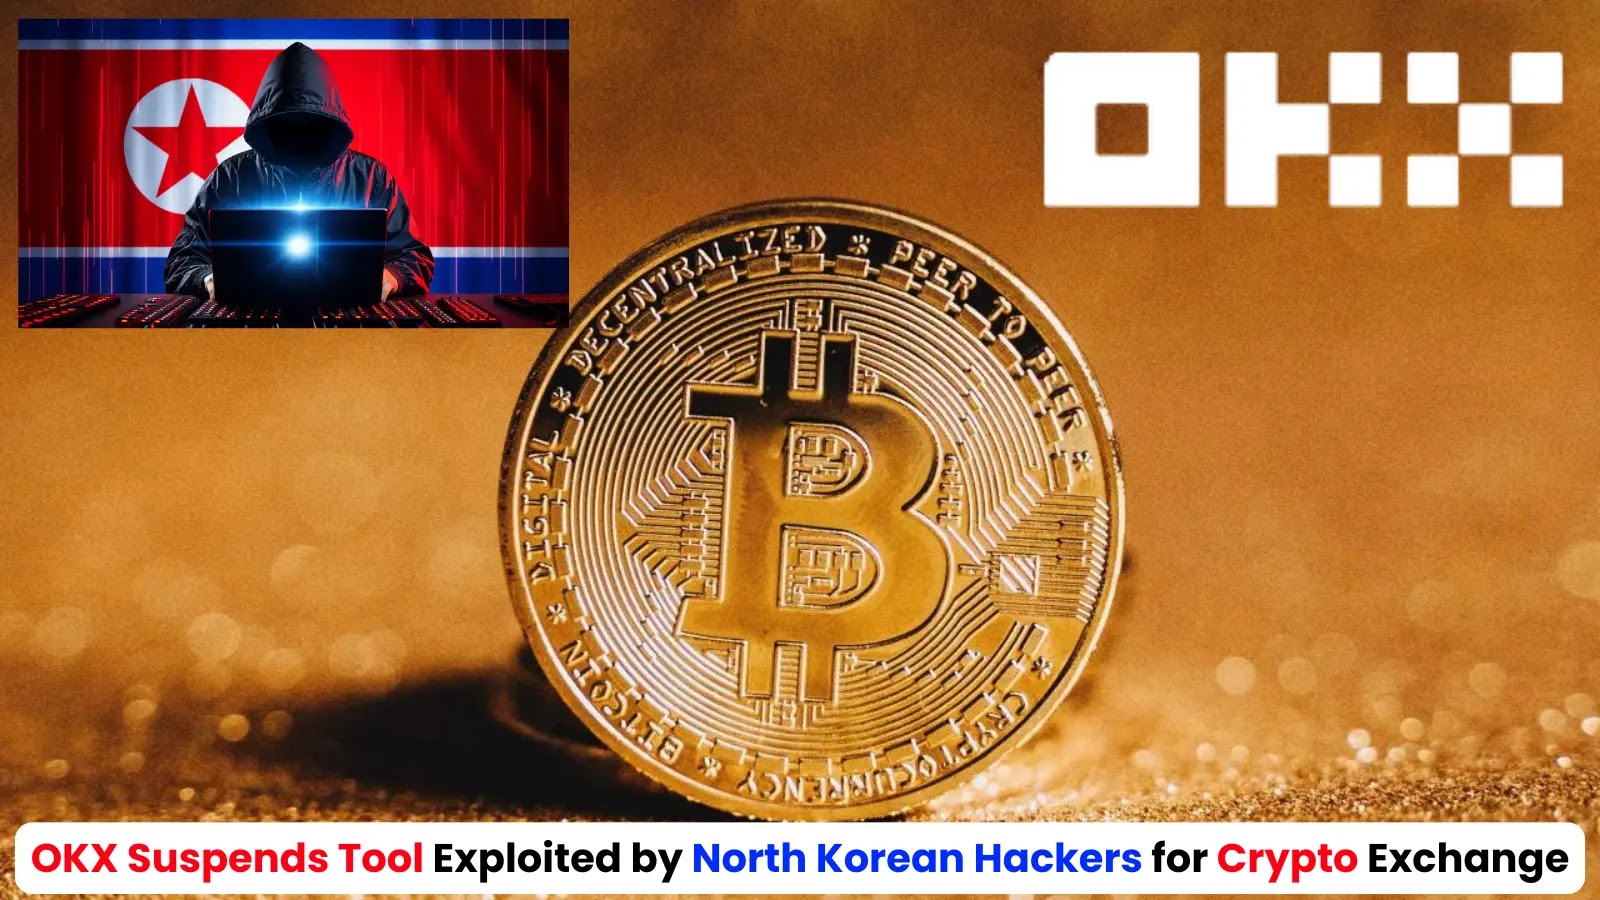 OKX
DIGITAL * DECENTRALIZED * PEER TO PEER *
BITCOIN * CRYPTOCURRENCY *
OKX Suspends Tool Exploited by North Korean Hackers for Crypto Exchange